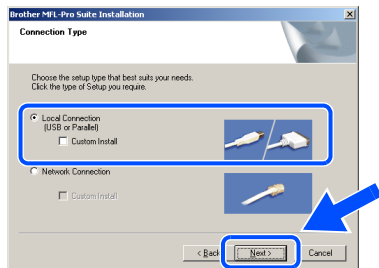 Brother MFL-Pro Suite Installation
Connection Type
Choose the setup type that best suits your needs.
Click the type of Setup you require.
Local Connection
(USB or Parallel)
Custom Install
Network Connection
Custom Install
< Back Next > Cancel